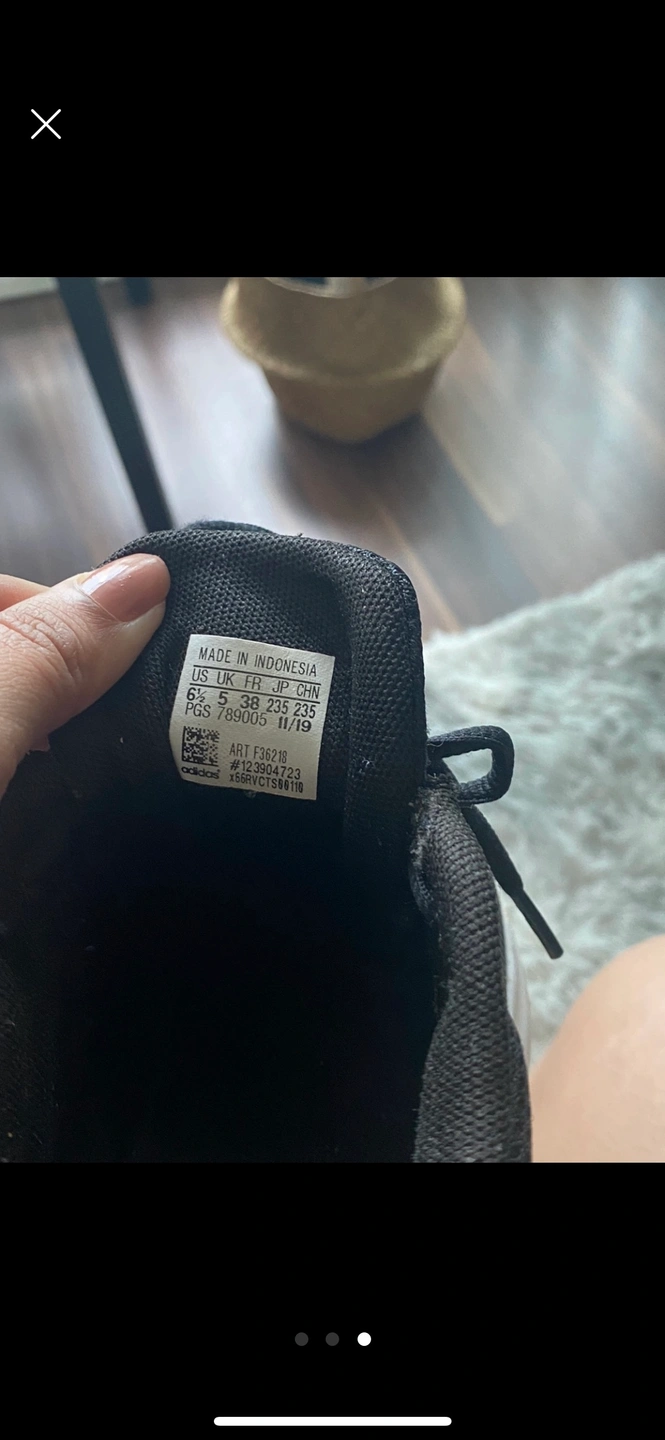 MADE IN INDONESIA
US UK FR JP CHN
6½ 5 38 235 235
PGS 789005 11/19
ART F36218
#123904723
adidas
x66RVCTS00110